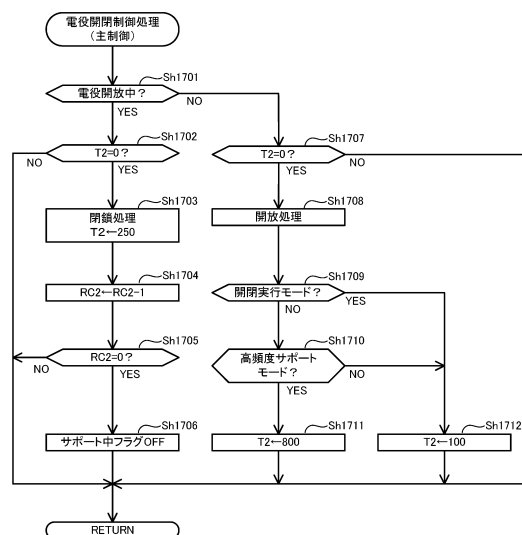 電役開閉制御処理
（主制御）
Sh1701
電役開放中？
NO
YES
Sh1702
T2=0？
NO
YES
Sh1703
閉鎖処理
T2←250
Sh1704
RC2←RC2-1
Sh1705
RC2=0？
NO
YES
Sh1706
サポート中フラグOFF
Sh1707
T2=0？
NO
YES
Sh1708
開放処理
Sh1709
開閉実行モード？
YES
NO
Sh1710
高頻度サポート
モード？
NO
YES
Sh1711
T2←800
Sh1712
T2←100
RETURN